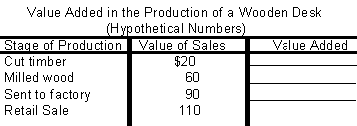 Value Added in the Production of a Wooden Desk
(Hypothetical Numbers)
Stage of Production Value of Sales Value Added
Cut timber $20
Milled wood 60
Sent to factory 90
Retail Sale 110